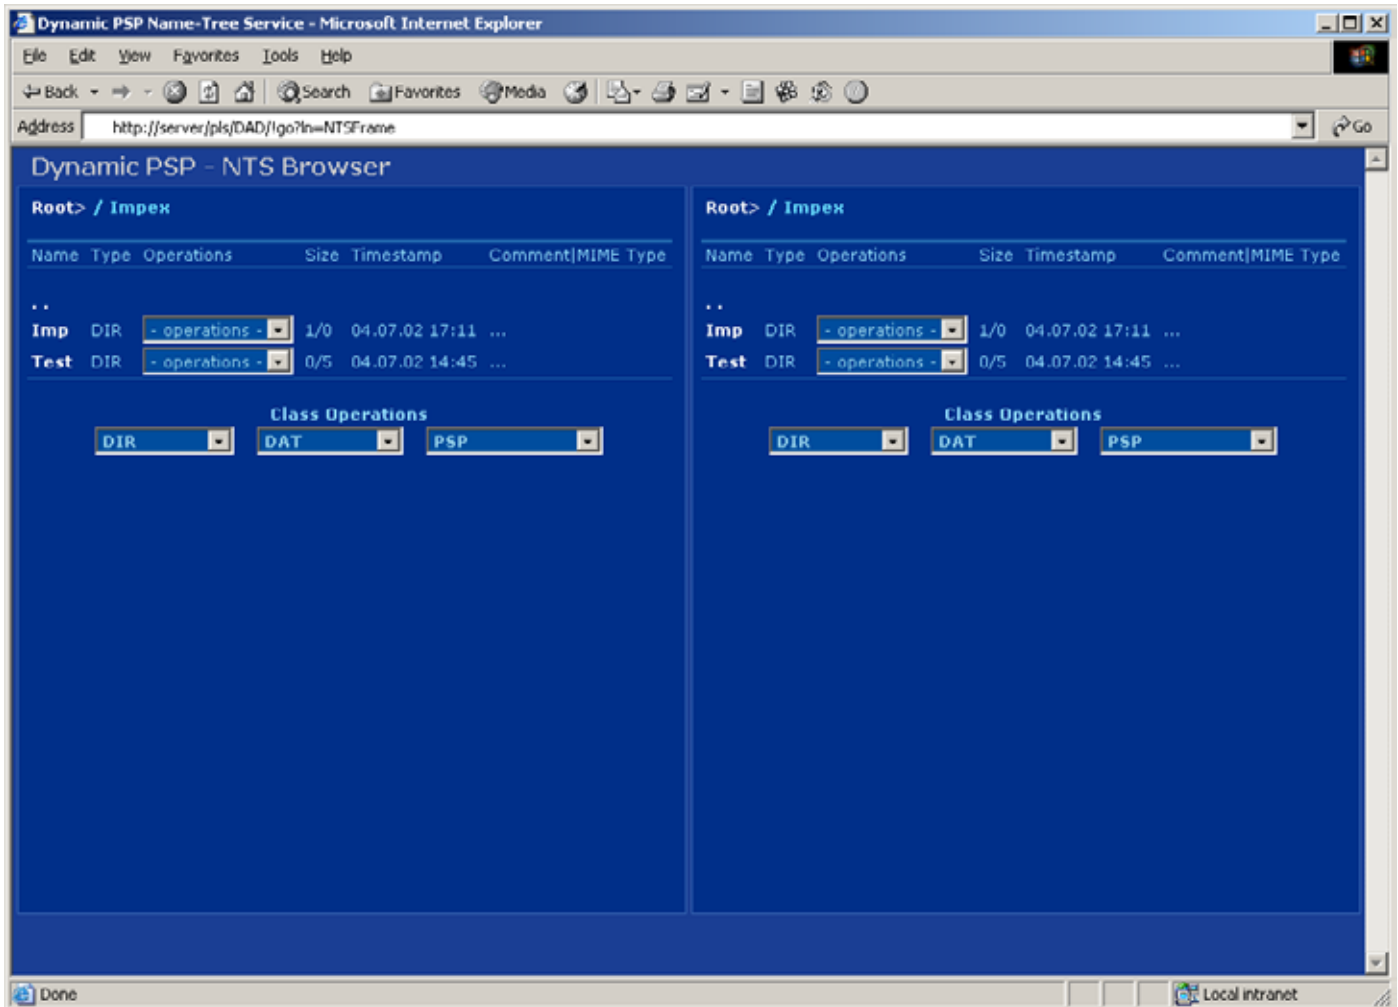 Dynamic PSP Name-Tree Service - Microsoft Internet Explorer
File Edit View Favorites Tools Help
Back Search Favorites Media
Address http://server/pls/DAD/!go?ln=NTSFrame Go
Dynamic PSP - NTS Browser
Root> / Impex
Name Type Operations Size Timestamp Comment|MIME Type
..
Imp DIR - operations - 1/0 04.07.02 17:11 ...
Test DIR - operations - 0/5 04.07.02 14:45 ...
Class Operations
DIR DAT PSP
Root> / Impex
Name Type Operations Size Timestamp Comment|MIME Type
..
Imp DIR - operations - 1/0 04.07.02 17:11 ...
Test DIR - operations - 0/5 04.07.02 14:45 ...
Class Operations
DIR DAT PSP
Done Local intranet